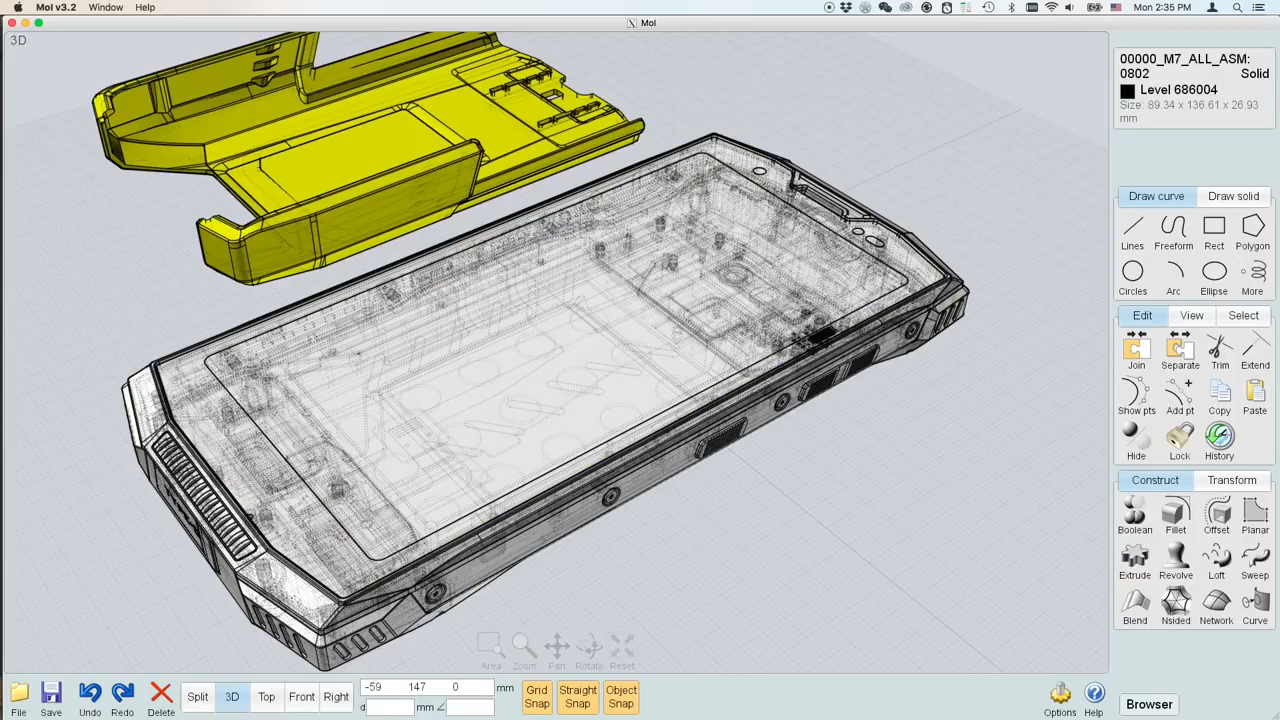 MoI v3.2 Window Help
Mon 2:35 PM
MoI
3D
00000_M7_ALL_ASM:
0802 Solid
Level 686004
Size: 89.34 x 136.61 x 26.93
mm
Draw curve Draw solid
Lines Freeform Rect Polygon
Circles Arc Ellipse More
Edit View Select
Join Separate Trim Extend
Show pts Add pt Copy Paste
Hide Lock History
Construct Transform
Boolean Fillet Offset Planar
Extrude Revolve Loft Sweep
Blend Nsided Network Curve
Area Zoom Pan Rotate Reset
File Save Undo Redo Delete
Split 3D Top Front Right
-59 147 0 mm
d mm ∠
Grid Snap
Straight Snap
Object Snap
Options Help
Browser